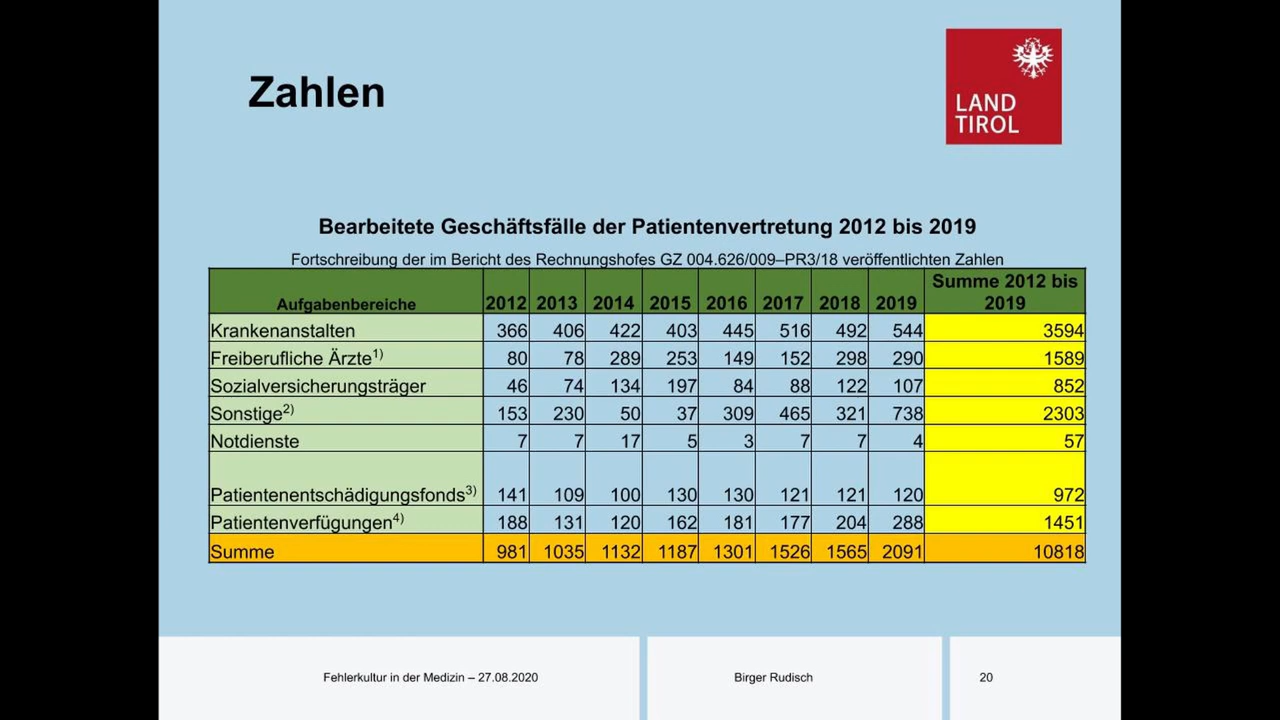 Zahlen
LAND
TIROL
Bearbeitete Geschäftsfälle der Patientenvertretung 2012 bis 2019
Fortschreibung der im Bericht des Rechnungshofes GZ 004.626/009–PR3/18 veröffentlichten Zahlen
Aufgabenbereiche 2012 2013 2014 2015 2016 2017 2018 2019 Summe 2012 bis 2019
Krankenanstalten 366 406 422 403 445 516 492 544 3594
Freiberufliche Ärzte1) 80 78 289 253 149 152 298 290 1589
Sozialversicherungsträger 46 74 134 197 84 88 122 107 852
Sonstige2) 153 230 50 37 309 465 321 738 2303
Notdienste 7 7 17 5 3 7 7 4 57
Patientenentschädigungsfonds3) 141 109 100 130 130 121 121 120 972
Patientenverfügungen4) 188 131 120 162 181 177 204 288 1451
Summe 981 1035 1132 1187 1301 1526 1565 2091 10818
Fehlerkultur in der Medizin – 27.08.2020 Birger Rudisch 20